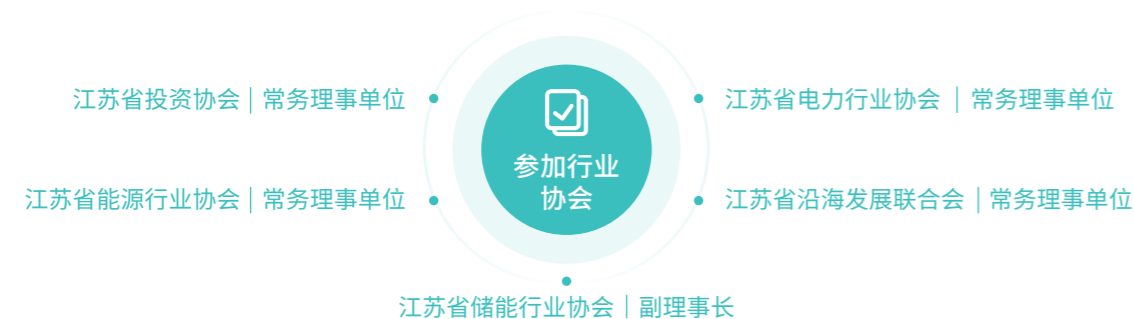 江苏省投资协会｜常务理事单位
江苏省电力行业协会｜常务理事单位
参加行业
协会
江苏省能源行业协会｜常务理事单位
江苏省沿海发展联合会｜常务理事单位
江苏省储能行业协会｜副理事长